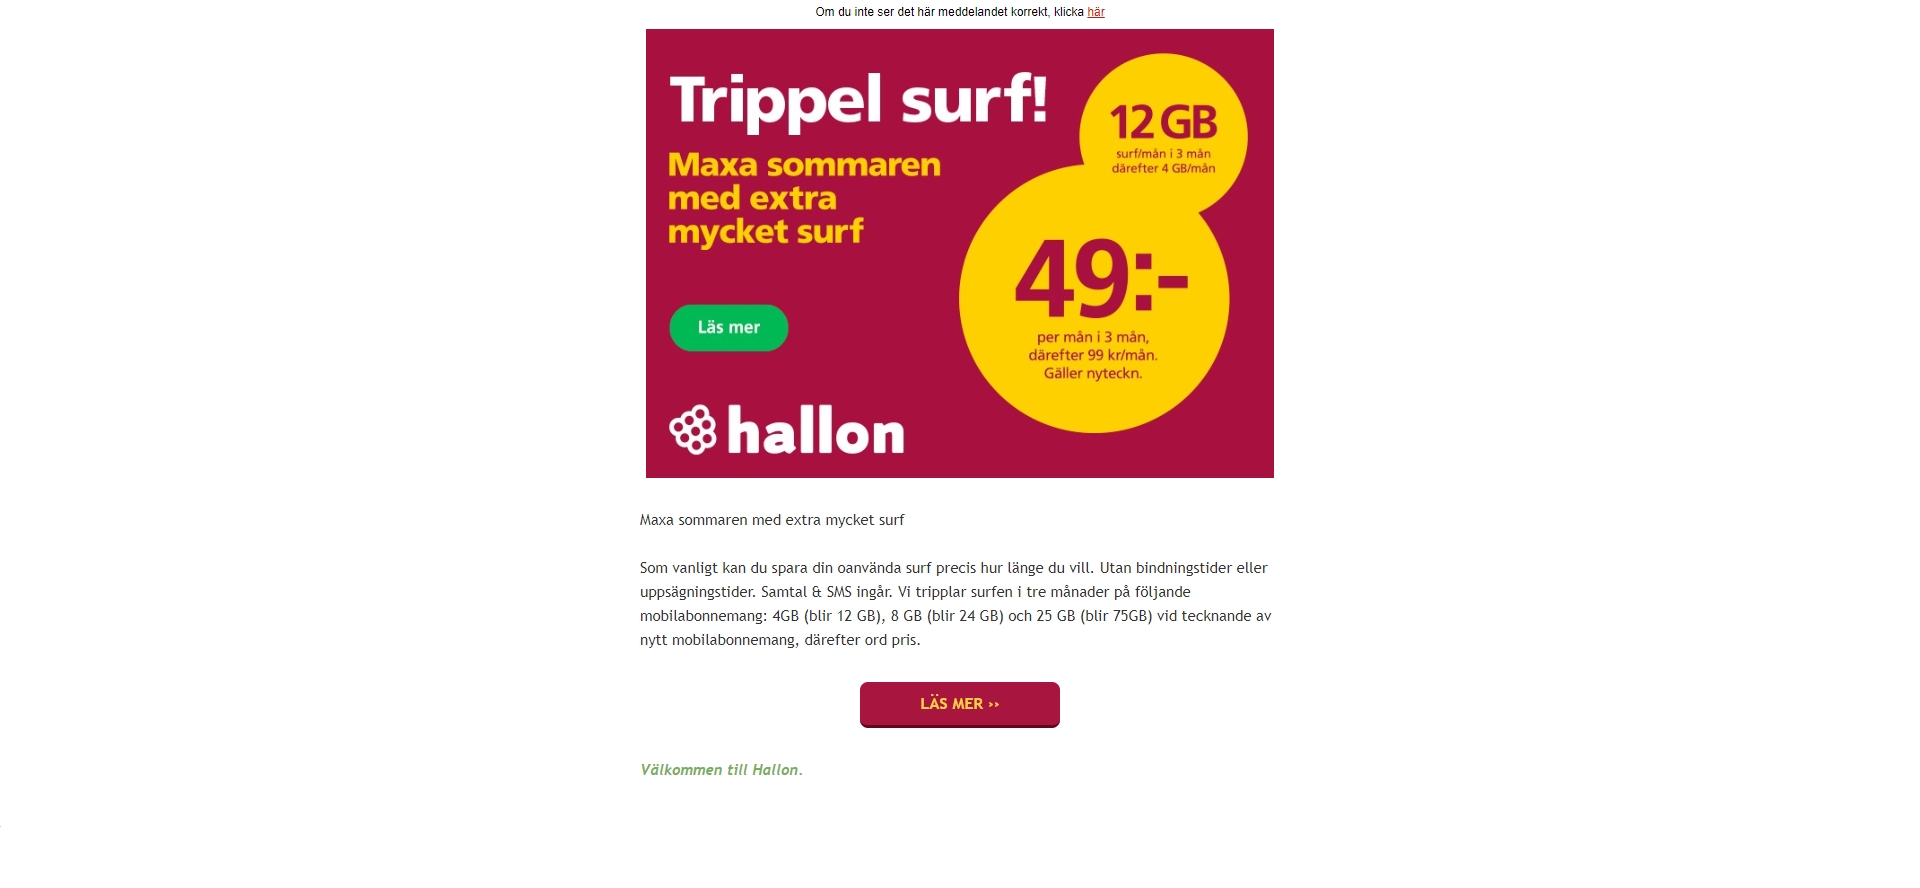 Om du inte ser det här meddelandet korrekt, klicka här
Trippel surf!
Maxa sommaren
med extra
mycket surf
12 GB
surf/mån i 3 mån
därefter 4 GB/mån
49:-
per mån i 3 mån,
därefter 99 kr/mån.
Gäller nyteckn.
Läs mer
hallon
Maxa sommaren med extra mycket surf
Som vanligt kan du spara din oanvända surf precis hur länge du vill. Utan bindningstider eller
uppsägningstider. Samtal & SMS ingår. Vi tripplar surfen i tre månader på följande
mobilabonnemang: 4GB (blir 12 GB), 8 GB (blir 24 GB) och 25 GB (blir 75GB) vid tecknande av
nytt mobilabonnemang, därefter ord pris.
LÄS MER ››
Välkommen till Hallon.